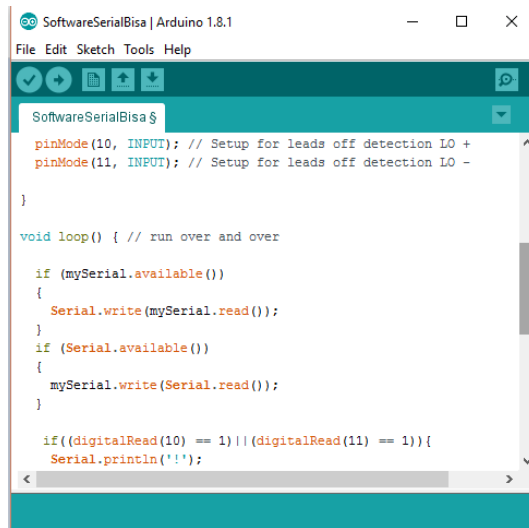 SoftwareSerialBisa | Arduino 1.8.1
File Edit Sketch Tools Help
SoftwareSerialBisa §
pinMode(10, INPUT); // Setup for leads off detection LO +
pinMode(11, INPUT); // Setup for leads off detection LO -
}
void loop() { // run over and over
if (mySerial.available())
{
Serial.write(mySerial.read());
}
if (Serial.available())
{
mySerial.write(Serial.read());
}
if((digitalRead(10) == 1)||(digitalRead(11) == 1)){
Serial.println('!');